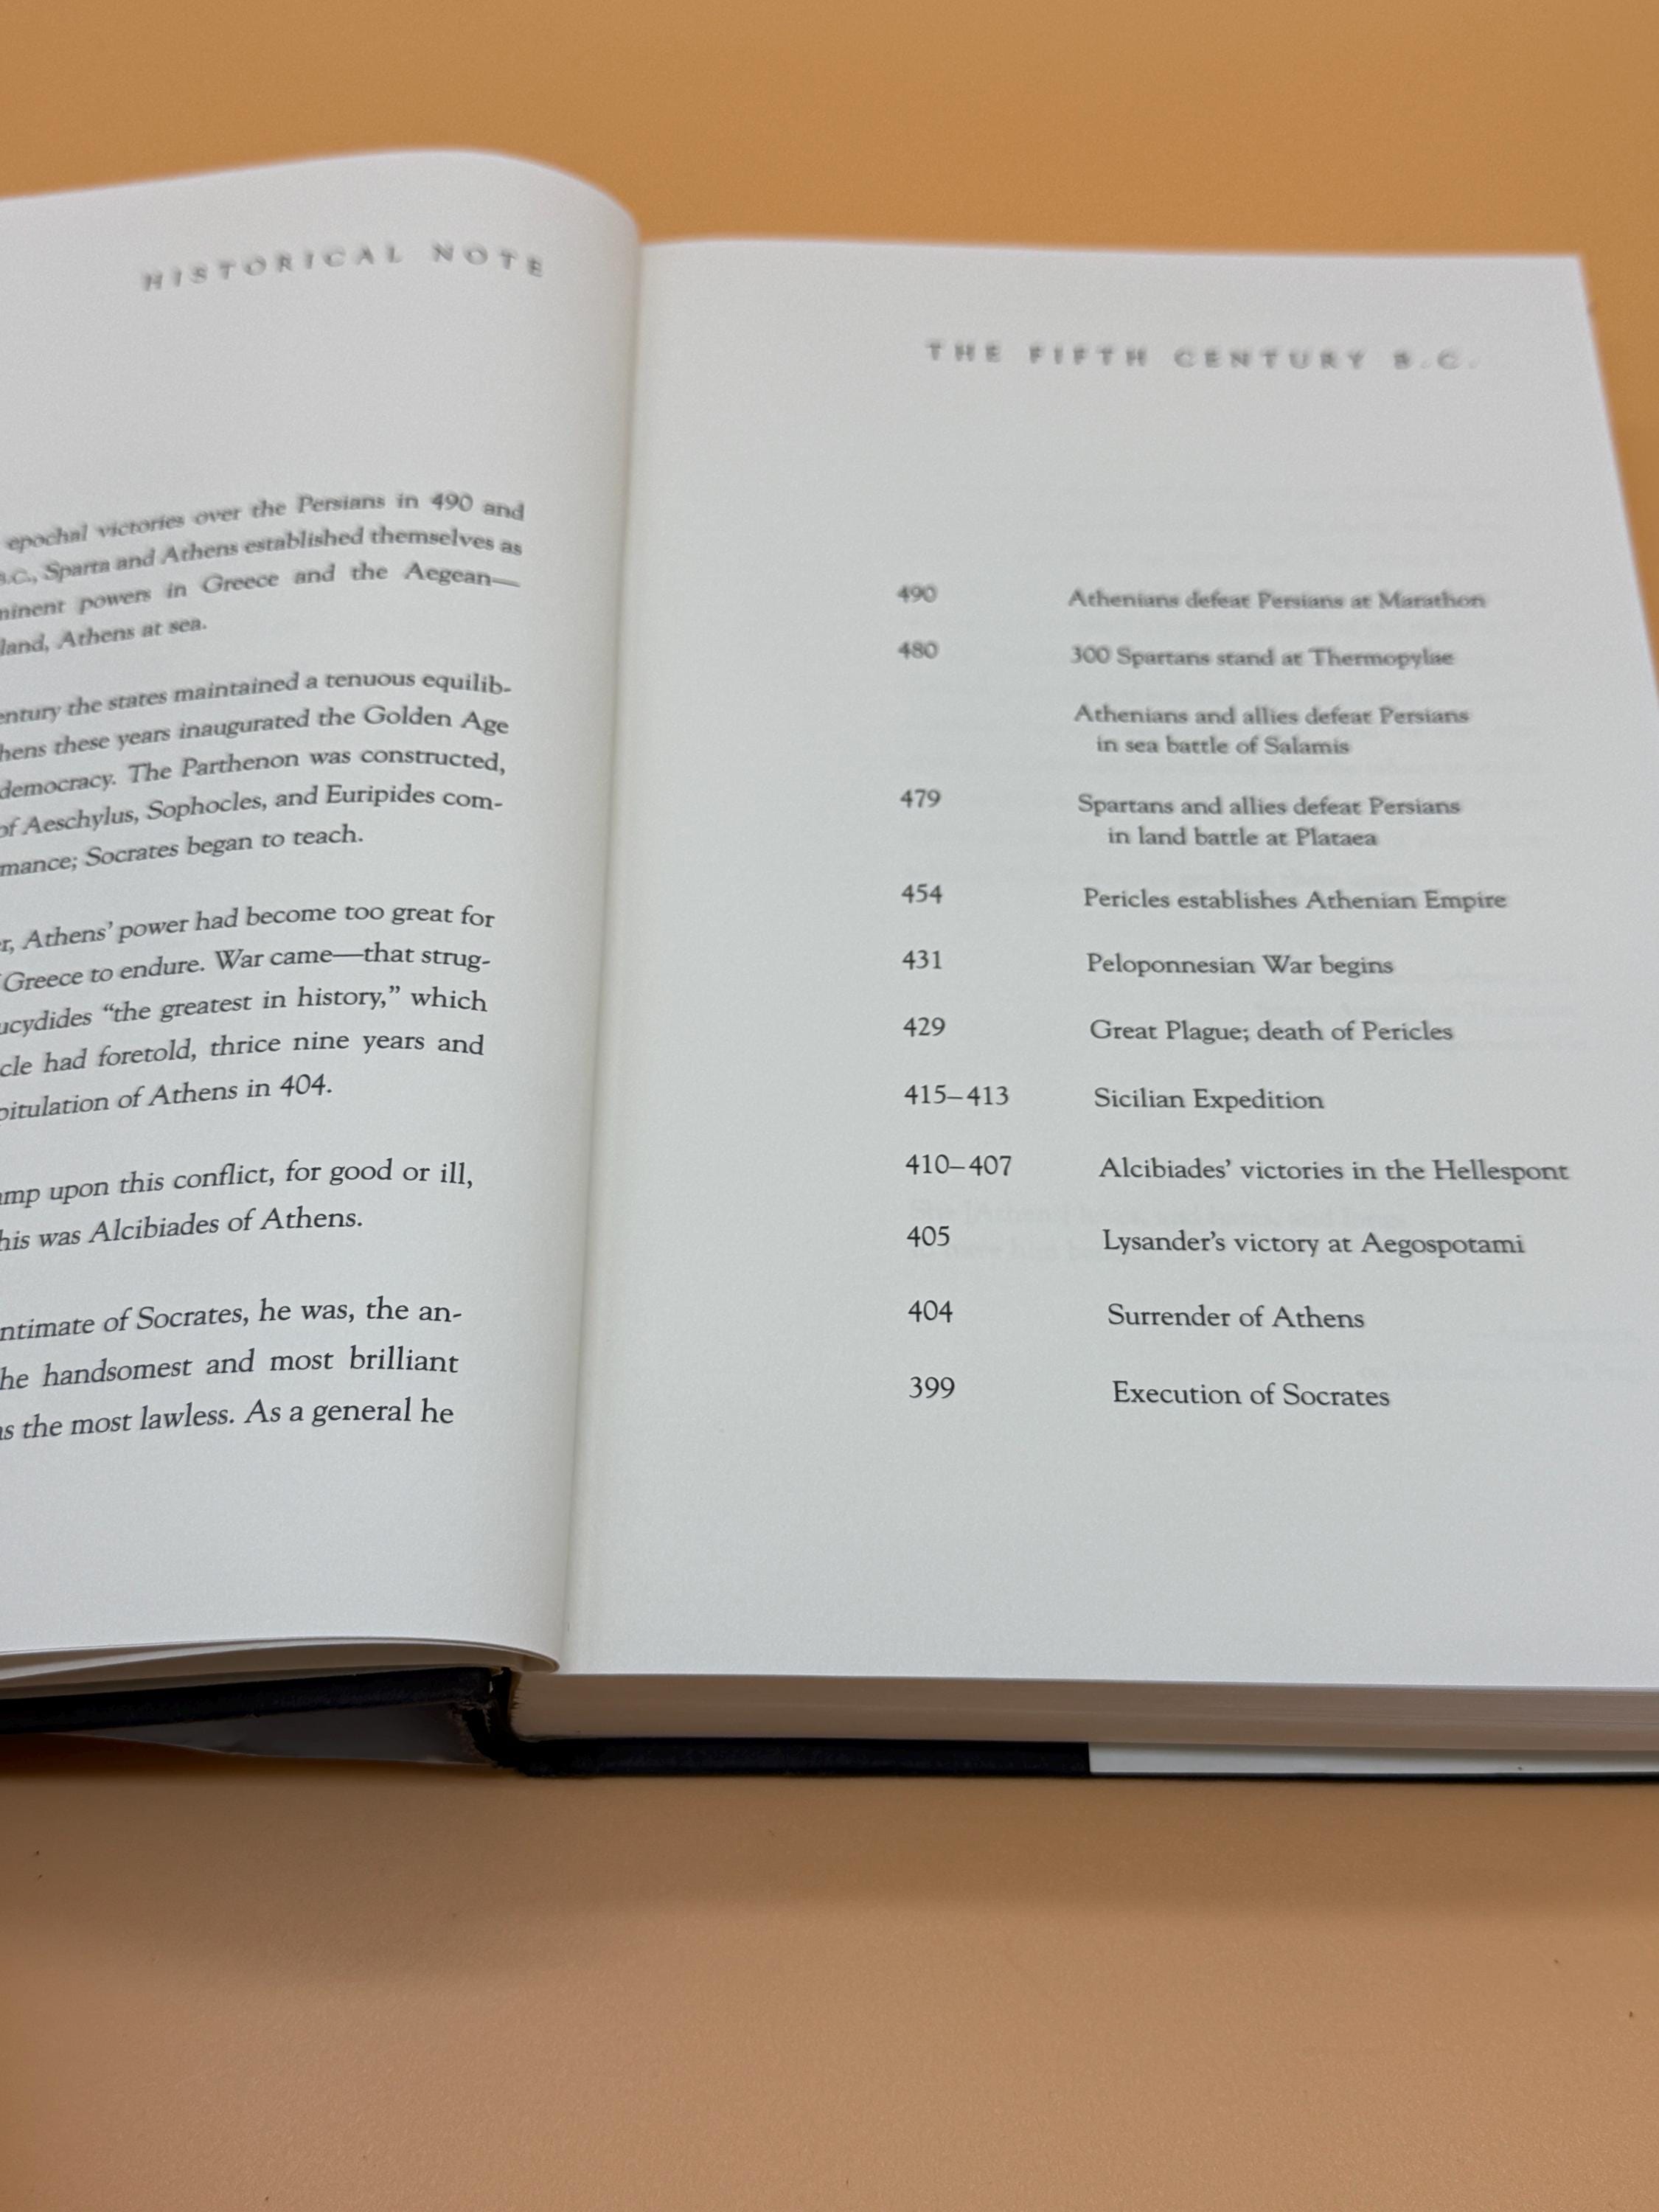 HISTORICAL NOTE
epochal victories over the Persians in 490 and
B.C., Sparta and Athens established themselves as
minent powers in Greece and the Aegean—
land, Athens at sea.
entury the states maintained a tenuous equilib-
hens these years inaugurated the Golden Age
democracy. The Parthenon was constructed,
of Aeschylus, Sophocles, and Euripides com-
mance; Socrates began to teach.
r, Athens' power had become too great for
Greece to endure. War came—that strug-
ucydides “the greatest in history,” which
cle had foretold, thrice nine years and
pitulation of Athens in 404.
amp upon this conflict, for good or ill,
his was Alcibiades of Athens.
ntimate of Socrates, he was, the an-
he handsomest and most brilliant
as the most lawless. As a general he
THE FIFTH CENTURY B.C.
490 Athenians defeat Persians at Marathon
480 300 Spartans stand at Thermopylae
Athenians and allies defeat Persians
in sea battle of Salamis
479 Spartans and allies defeat Persians
in land battle at Plataea
454 Pericles establishes Athenian Empire
431 Peloponnesian War begins
429 Great Plague; death of Pericles
415–413 Sicilian Expedition
410–407 Alcibiades’ victories in the Hellespont
405 Lysander’s victory at Aegospotami
404 Surrender of Athens
399 Execution of Socrates